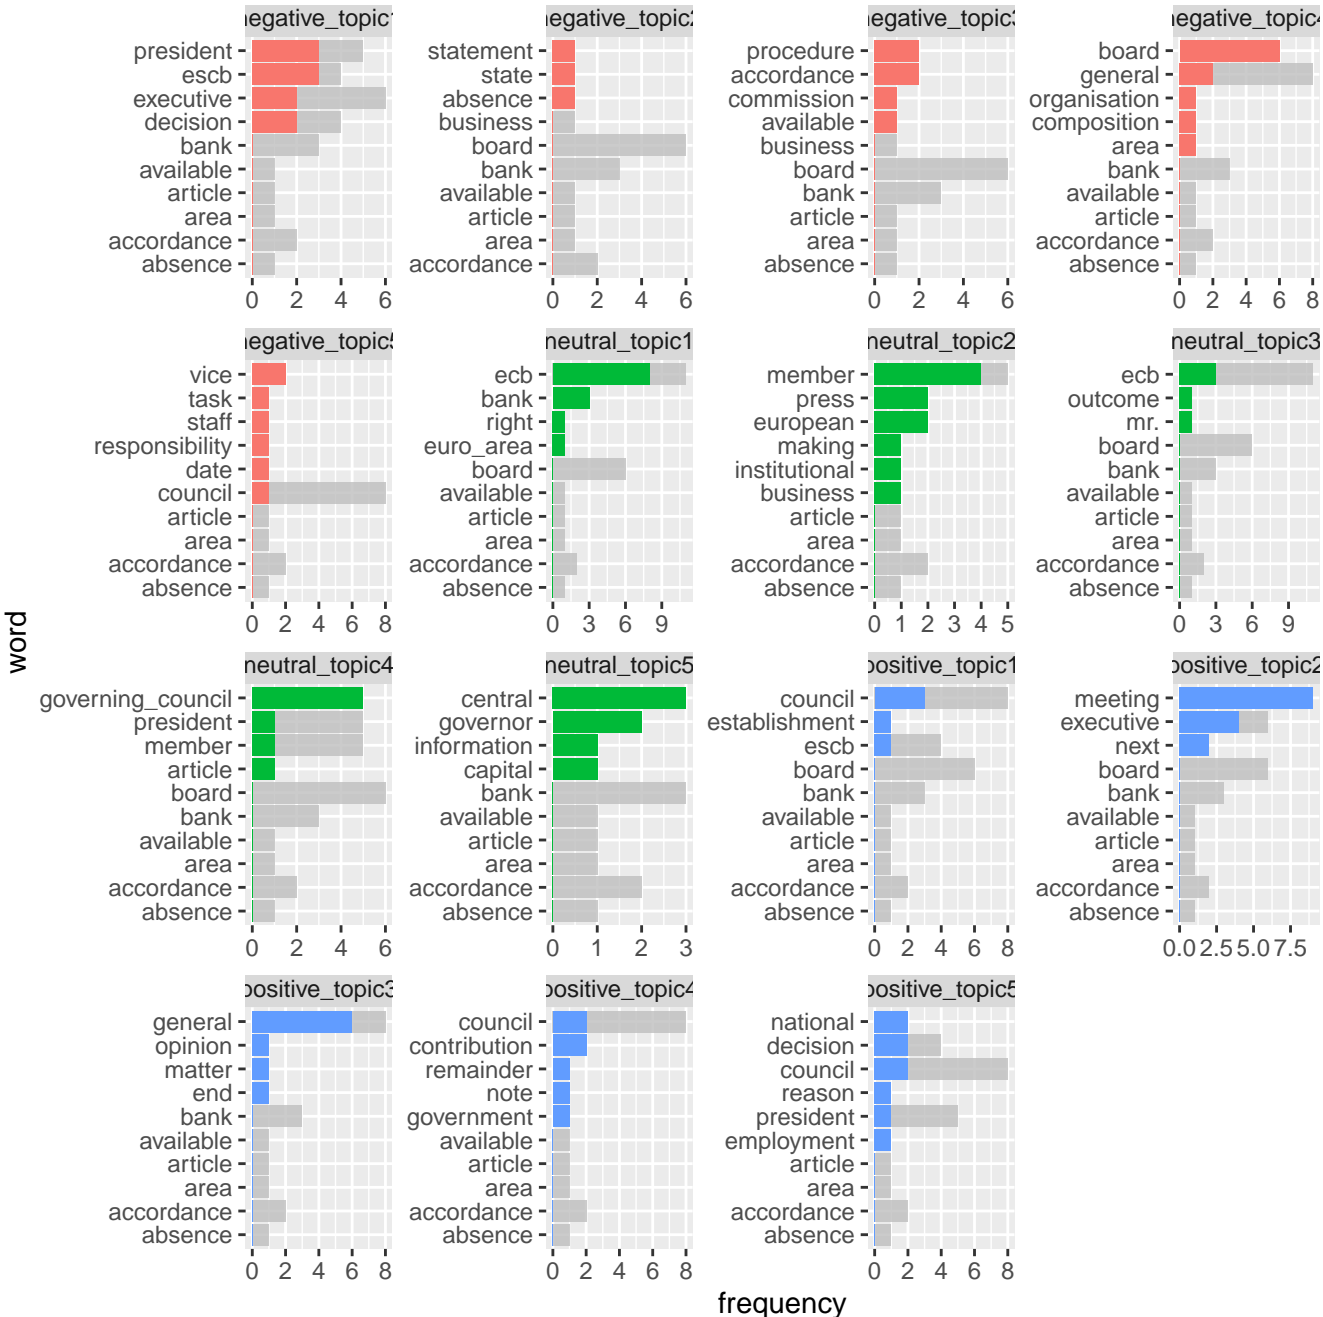 negative_topic1
president
escb
executive
decision
bank
available
article
area
accordance
absence
0 2 4 6
negative_topic2
statement
state
absence
business
board
bank
available
article
area
accordance
0 2 4 6
negative_topic3
procedure
accordance
commission
available
business
board
bank
article
area
absence
0 2 4 6
negative_topic4
board
general
organisation
composition
area
bank
available
article
accordance
absence
0 2 4 6 8
negative_topic5
vice
task
staff
responsibility
date
council
article
area
accordance
absence
0 2 4 6 8
neutral_topic1
ecb
bank
right
euro_area
board
available
article
area
accordance
absence
0 3 6 9
neutral_topic2
member
press
european
making
institutional
business
article
area
accordance
absence
0 1 2 3 4 5
neutral_topic3
ecb
outcome
mr.
board
bank
available
article
area
accordance
absence
0 3 6 9
word
neutral_topic4
governing_council
president
member
article
board
bank
available
area
accordance
absence
0 2 4 6
neutral_topic5
central
governor
information
capital
bank
available
article
area
accordance
absence
0 1 2 3
positive_topic1
council
establishment
escb
board
bank
available
article
area
accordance
absence
0 2 4 6 8
positive_topic2
meeting
executive
next
board
bank
available
article
area
accordance
absence
0.0 2.5 5.0 7.5
positive_topic3
general
opinion
matter
end
bank
available
article
area
accordance
absence
0 2 4 6 8
positive_topic4
council
contribution
remainder
note
government
available
article
area
accordance
absence
0 2 4 6 8
positive_topic5
national
decision
council
reason
president
employment
article
area
accordance
absence
0 2 4 6 8
frequency